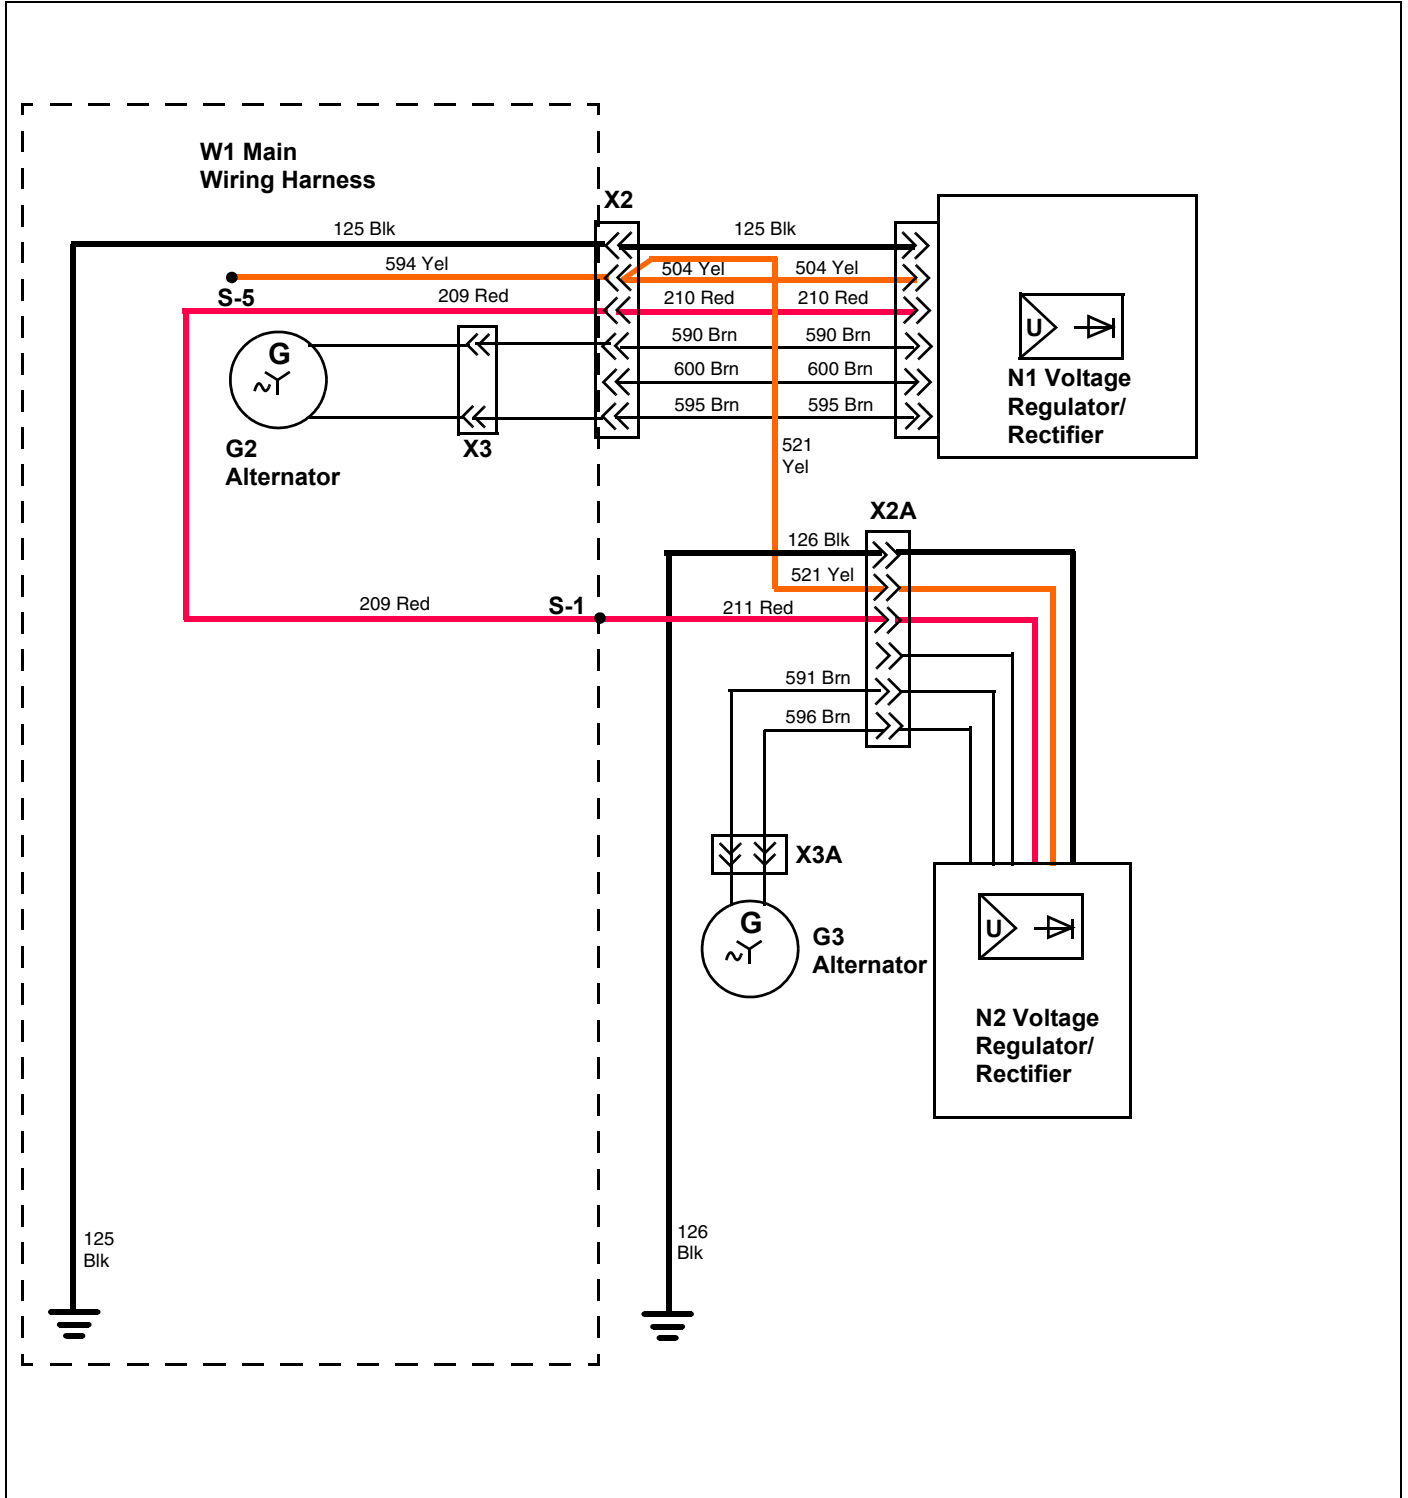 W1 Main
Wiring Harness
X2
125 Blk
125 Blk
594 Yel
504 Yel
504 Yel
S-5
209 Red
210 Red
210 Red
G
590 Brn
590 Brn
U
600 Brn
600 Brn
N1 Voltage
Regulator/
Rectifier
595 Brn
595 Brn
G2
Alternator
X3
521
Yel
X2A
126 Blk
521 Yel
209 Red
S-1
211 Red
591 Brn
596 Brn
X3A
G
G3
Alternator
U
N2 Voltage
Regulator/
Rectifier
125
Blk
126
Blk